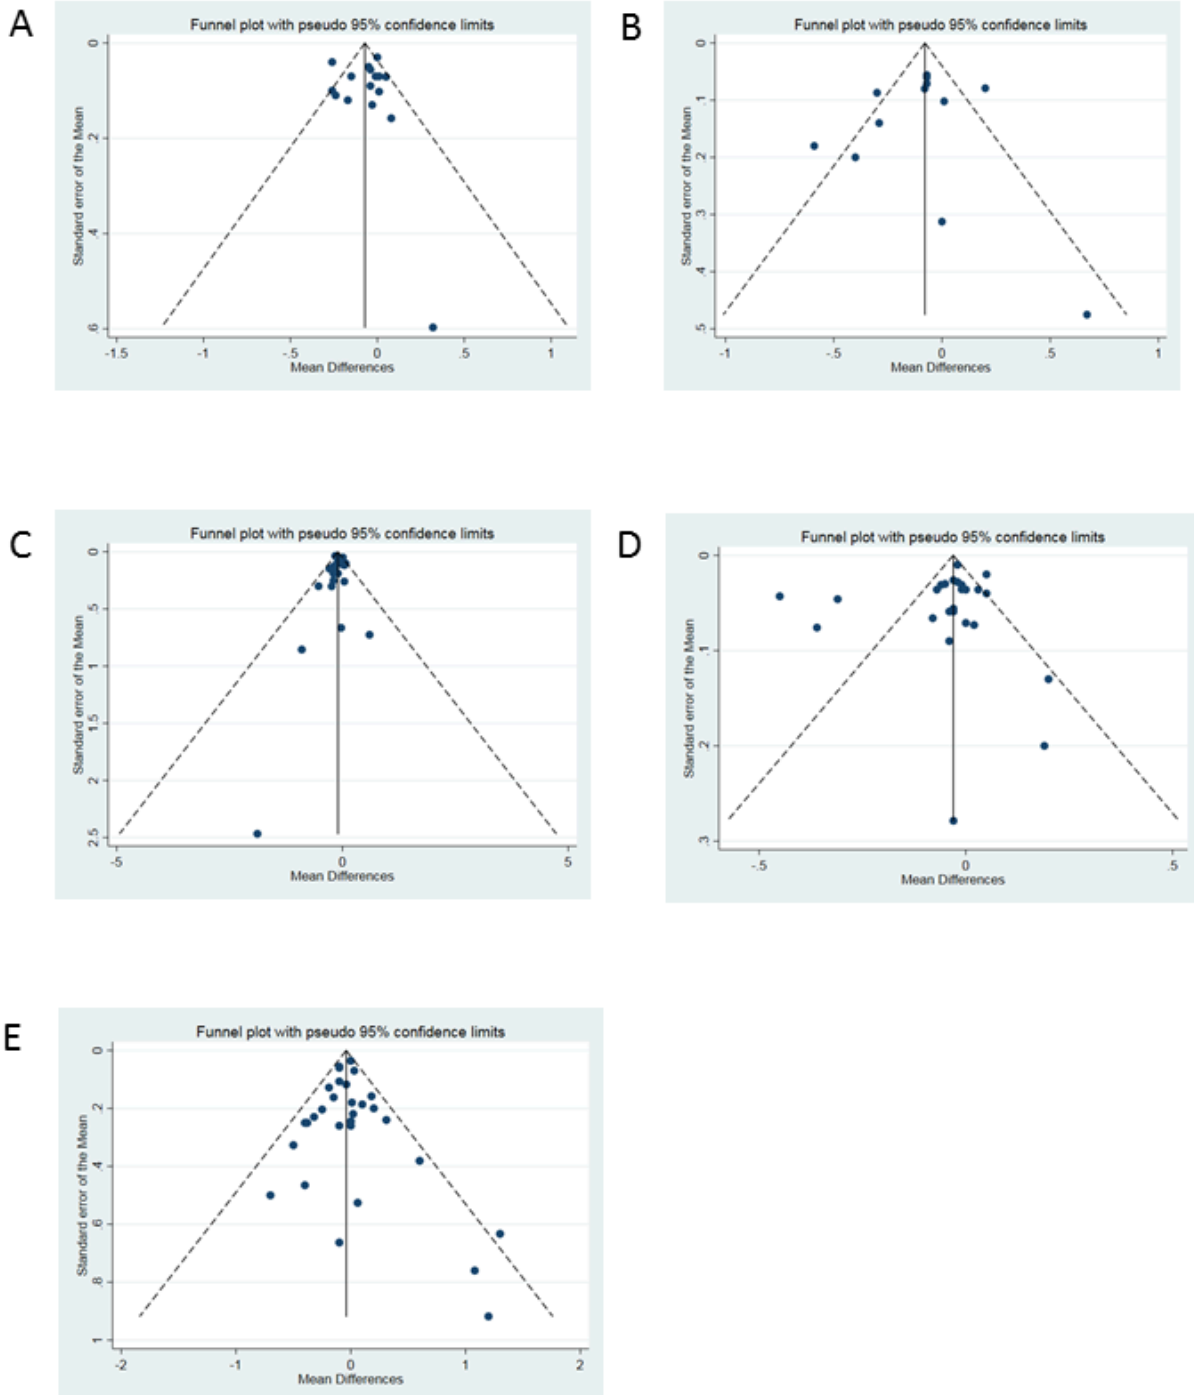 A
Funnel plot with pseudo 95% confidence limits
0
.2
.4
.6
Standard error of the Mean
-1.5 -1 -.5 0 .5 1
Mean Differences
B
Funnel plot with pseudo 95% confidence limits
0
.1
.2
.3
.4
.5
Standard error of the Mean
-1 -.5 0 .5 1
Mean Differences
C
Funnel plot with pseudo 95% confidence limits
0
.5
1
1.5
2
2.5
Standard error of the Mean
-5 0 5
Mean Differences
D
Funnel plot with pseudo 95% confidence limits
0
.1
.2
.3
Standard error of the Mean
-.5 0 .5
Mean Differences
E
Funnel plot with pseudo 95% confidence limits
0
.2
.4
.6
.8
1
Standard error of the Mean
-2 -1 0 1 2
Mean Differences